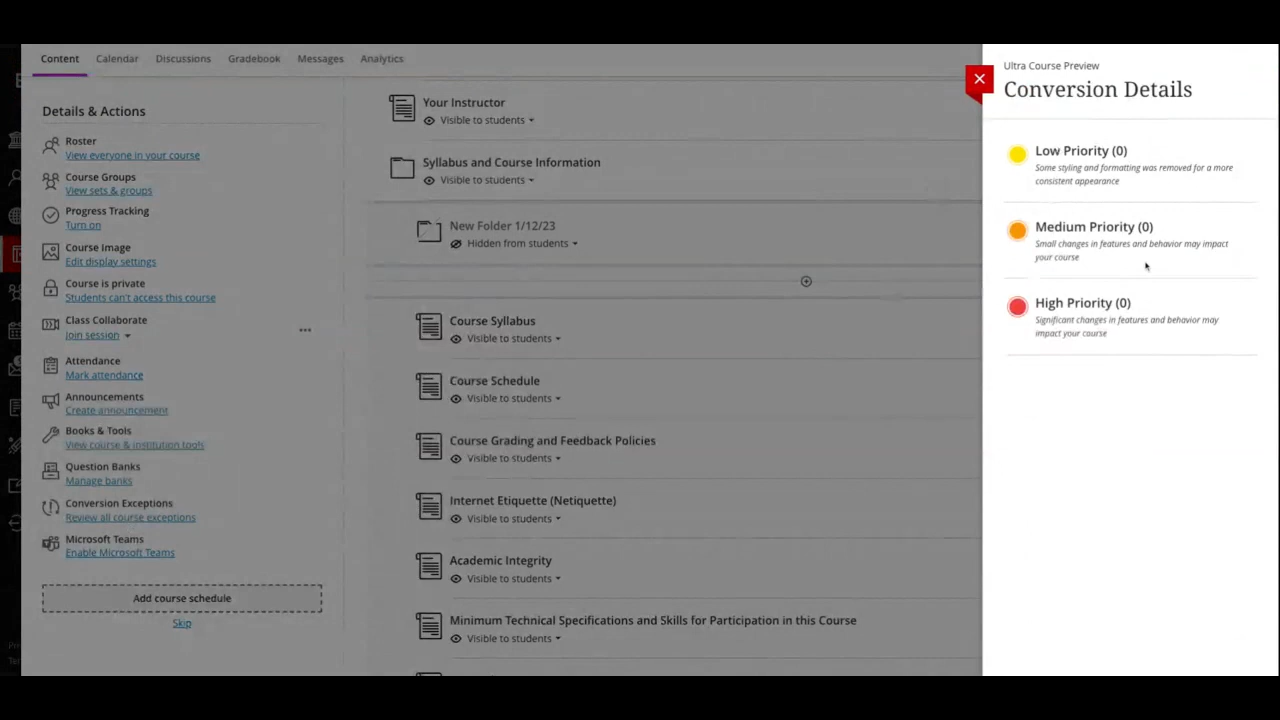 Content Calendar Discussions Gradebook Messages Analytics
Details & Actions
Roster
View everyone in your course
Course Groups
View sets & groups
Progress Tracking
Turn on
Course Image
Edit display settings
Course is private
Students can't access this course
Class Collaborate
Join session
Attendance
Mark attendance
Announcements
Create announcement
Books & Tools
View course & institution tools
Question Banks
Manage banks
Conversion Exceptions
Review all course exceptions
Microsoft Teams
Enable Microsoft Teams
Add course schedule
Skip
Your Instructor
Visible to students
Syllabus and Course Information
Visible to students
New Folder 1/12/23
Hidden from students
Course Syllabus
Visible to students
Course Schedule
Visible to students
Course Grading and Feedback Policies
Visible to students
Internet Etiquette (Netiquette)
Visible to students
Academic Integrity
Visible to students
Minimum Technical Specifications and Skills for Participation in this Course
Visible to students
Ultra Course Preview
Conversion Details
Low Priority (0)
Some styling and formatting was removed for a more
consistent appearance
Medium Priority (0)
Small changes in features and behavior may impact
your course
High Priority (0)
Significant changes in features and behavior may
impact your course